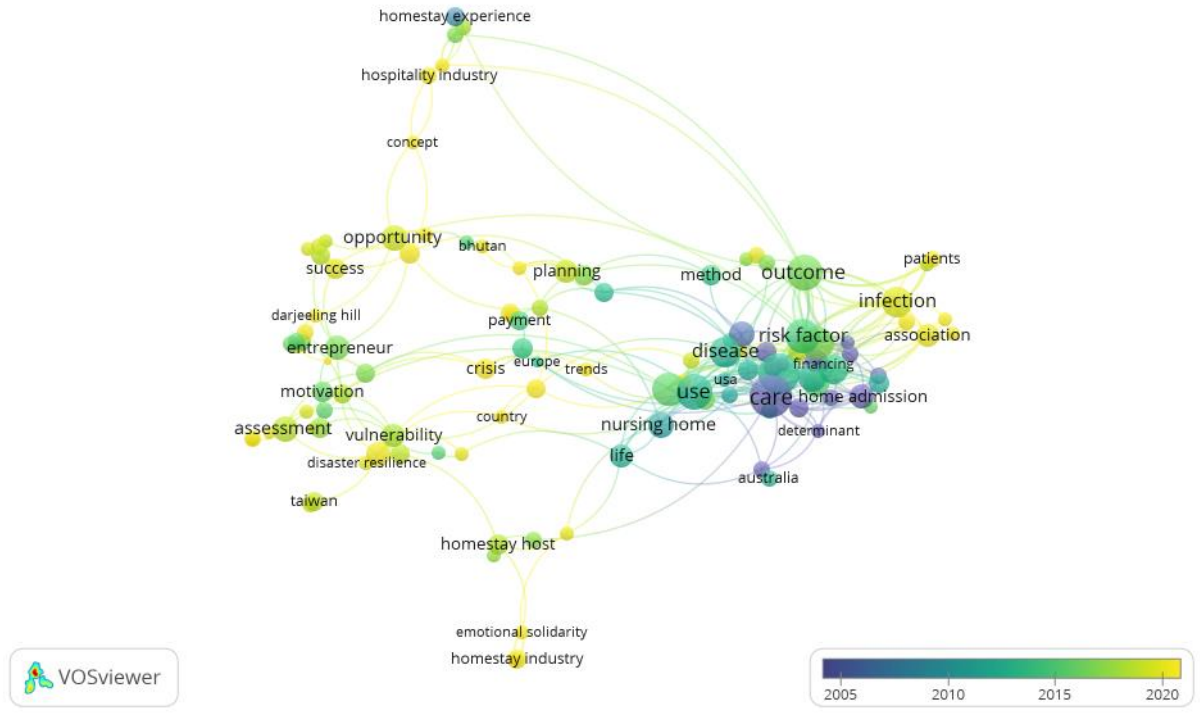 homestay experience
hospitality industry
concept
opportunity
bhutan
success
planning
method
outcome
patients
infection
darjeeling hill
payment
risk factor
association
entrepreneur
disease
europe
crisis
trends
financing
usa
motivation
use
care
home admission
country
nursing home
determinant
assessment
vulnerability
life
disaster resilience
australia
taiwan
homestay host
emotional solidarity
homestay industry
VOSviewer
2005
2010
2015
2020